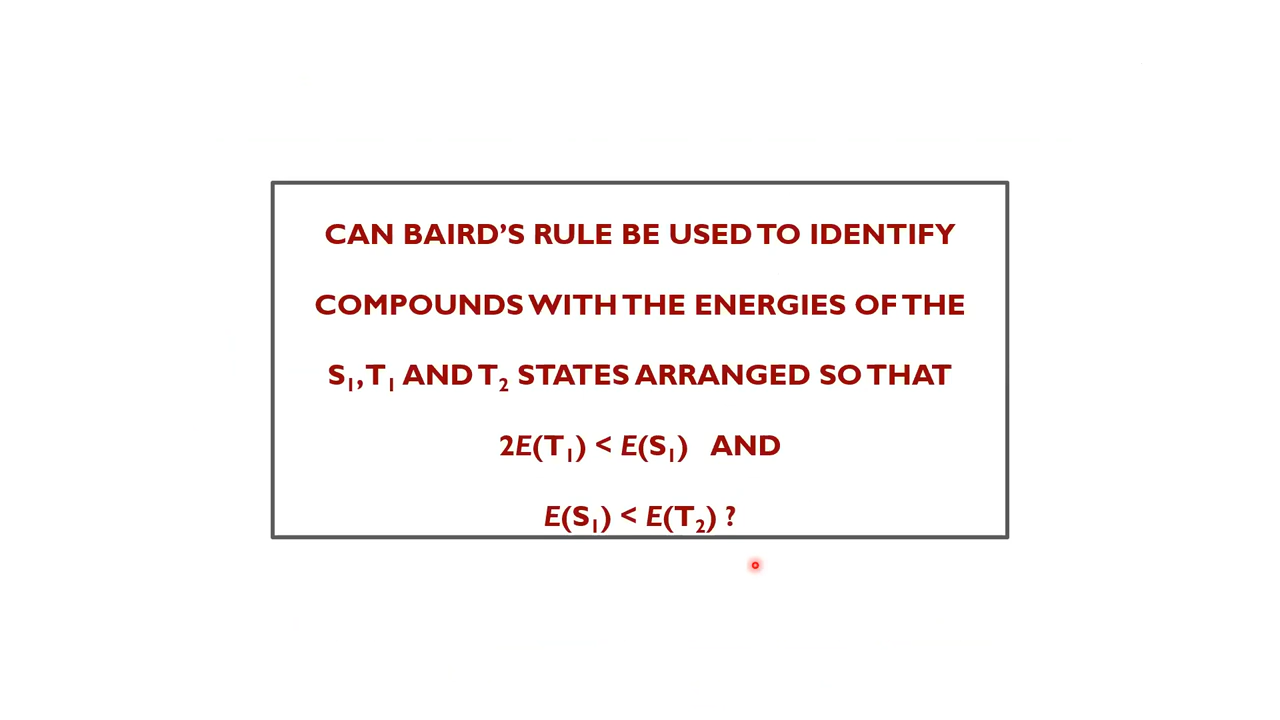 CAN BAIRD’S RULE BE USED TO IDENTIFY
COMPOUNDS WITH THE ENERGIES OF THE
S₁, T₁ AND T₂ STATES ARRANGED SO THAT
2E(T₁) < E(S₁) AND
E(S₁) < E(T₂) ?